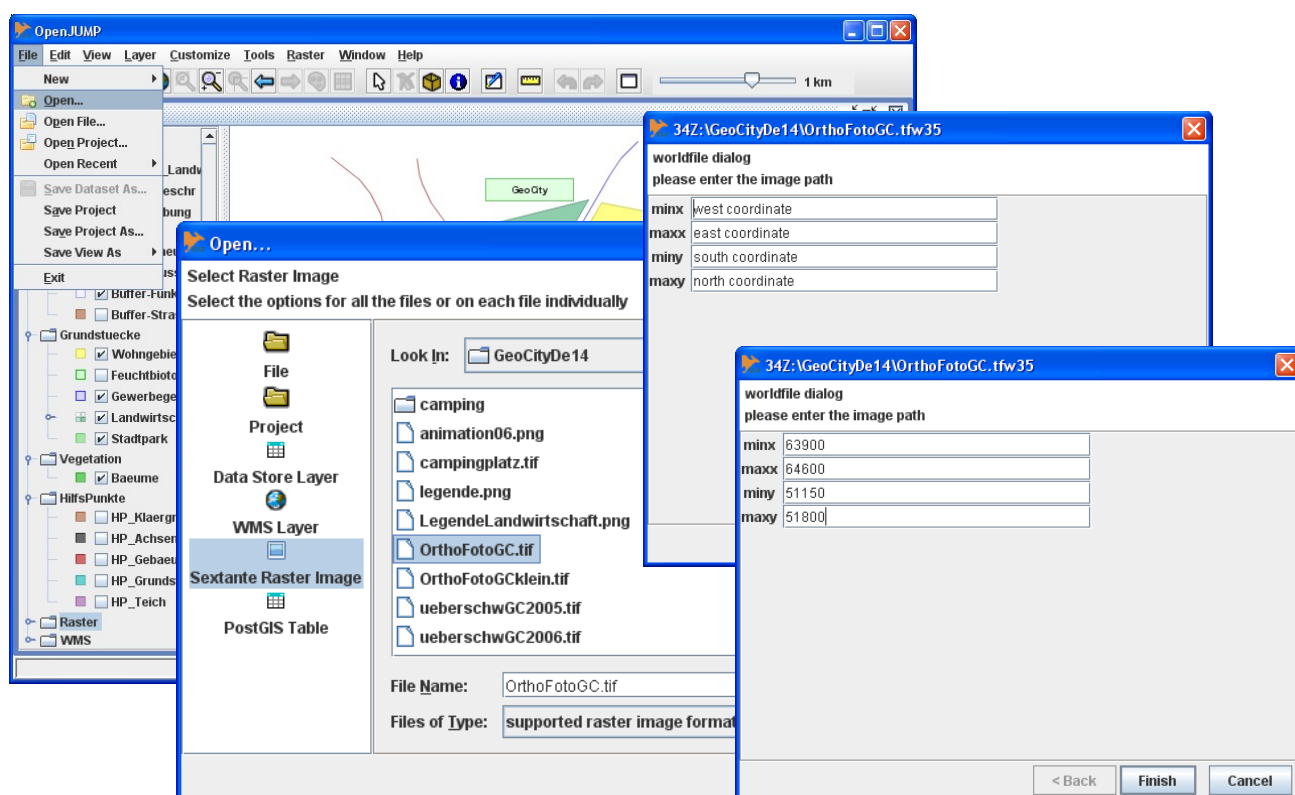 OpenJUMP
File Edit View Layer Customize Tools Raster Window Help
1 km
New
Open...
Open File...
Open Project...
Open Recent
Save Dataset As...
Save Project
Save Project As...
Save View As
Exit
GeoCity
Buffer-Funk
Buffer-Stra
Grundstuecke
Wohngebie
Feuchtbioto
Gewerbege
Landwirtsc
Stadtpark
Vegetation
Baeume
HilfsPunkte
HP_Klaergr
HP_Achsen
HP_Gebaeu
HP_Grunds
HP_Teich
Raster
WMS
_Landw
eschr
bung
Open...
Select Raster Image
Select the options for all the files or on each file individually
File
Project
Data Store Layer
WMS Layer
Sextante Raster Image
PostGIS Table
Look In: GeoCityDe14
camping
animation06.png
campingplatz.tif
legende.png
LegendeLandwirtschaft.png
OrthoFotoGC.tif
OrthoFotoGCklein.tif
ueberschwGC2005.tif
ueberschwGC2006.tif
File Name: OrthoFotoGC.tif
Files of Type: supported raster image format
34Z:\GeoCityDe14\OrthoFotoGC.tfw35
worldfile dialog
please enter the image path
minx west coordinate
maxx east coordinate
miny south coordinate
maxy north coordinate
34Z:\GeoCityDe14\OrthoFotoGC.tfw35
worldfile dialog
please enter the image path
minx 63900
maxx 64600
miny 51150
maxy 51800
< Back Finish Cancel